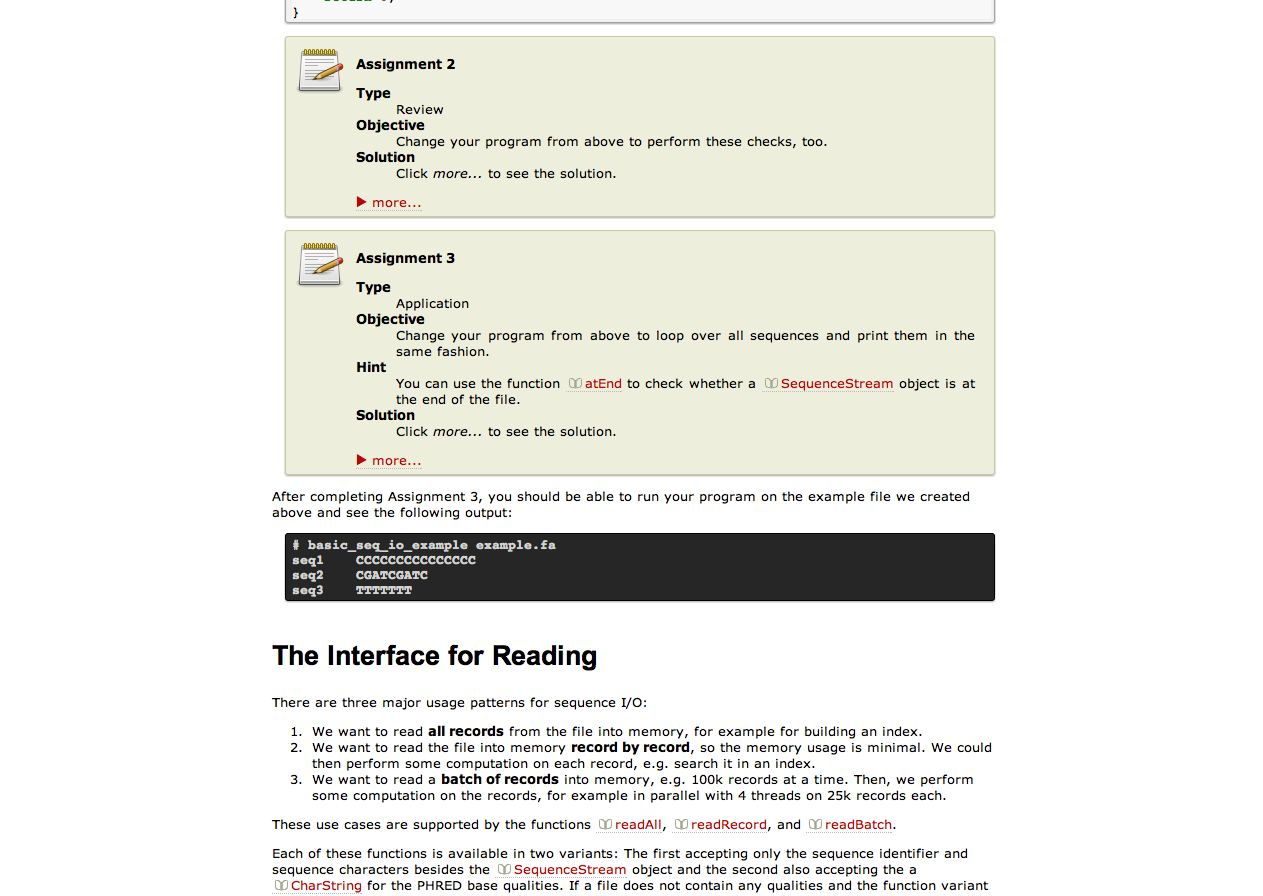 }
Assignment 2
Type
Review
Objective
Change your program from above to perform these checks, too.
Solution
Click more... to see the solution.
more...
Assignment 3
Type
Application
Objective
Change your program from above to loop over all sequences and print them in the
same fashion.
Hint
You can use the function atEnd to check whether a SequenceStream object is at
the end of the file.
Solution
Click more... to see the solution.
more...
After completing Assignment 3, you should be able to run your program on the example file we created
above and see the following output:
# basic_seq_io_example example.fa
seq1    CCCCCCCCCCCCCCC
seq2    CGATCGATC
seq3    TTTTTTT
The Interface for Reading
There are three major usage patterns for sequence I/O:
1. We want to read all records from the file into memory, for example for building an index.
2. We want to read the file into memory record by record, so the memory usage is minimal. We could
then perform some computation on each record, e.g. search it in an index.
3. We want to read a batch of records into memory, e.g. 100k records at a time. Then, we perform
some computation on the records, for example in parallel with 4 threads on 25k records each.
These use cases are supported by the functions readAll, readRecord, and readBatch.
Each of these functions is available in two variants: The first accepting only the sequence identifier and
sequence characters besides the SequenceStream object and the second also accepting the a
CharString for the PHRED base qualities. If a file does not contain any qualities and the function variant